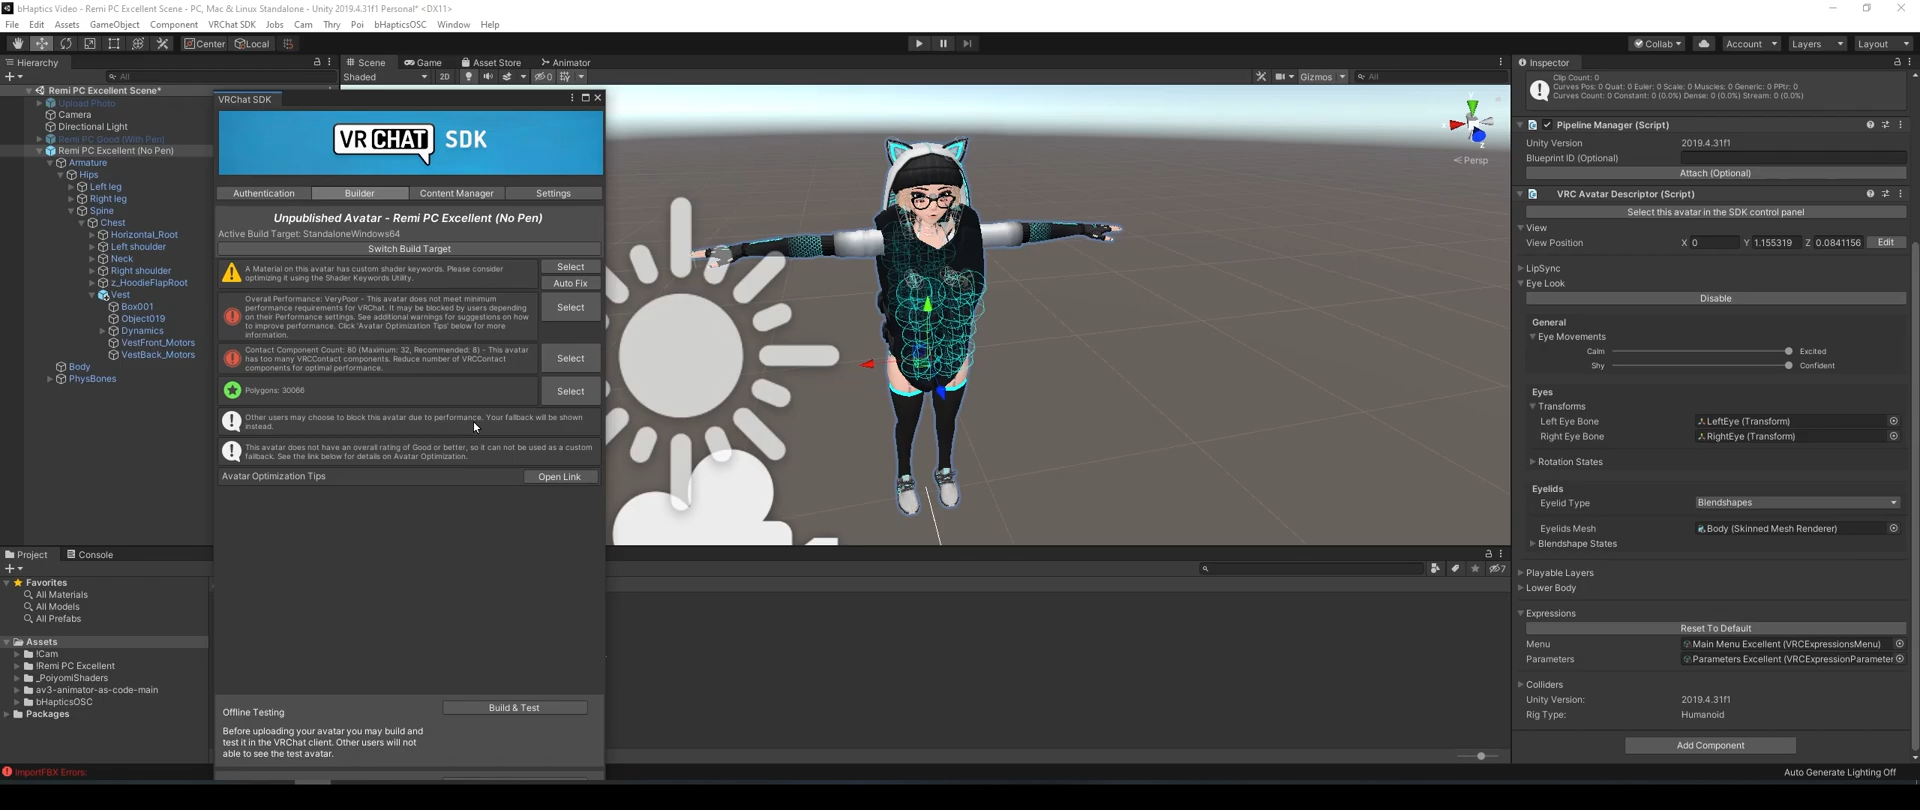 bHaptics Video - Remi PC Excellent Scene - PC, Mac & Linux Standalone - Unity 2019.4.31f1 Personal* <DX11>
File Edit Assets GameObject Component VRChat SDK Jobs Cam Thry Poi bHapticsOSC Window Help
Center Local Collab Account Layers Layout
Hierarchy
All
Remi PC Excellent Scene*
Upload Photo
Camera
Directional Light
Remi PC Good (With Pen)
Remi PC Excellent (No Pen)
Armature
Hips
Left leg
Right leg
Spine
Chest
Horizontal_Root
Left shoulder
Neck
Right shoulder
z_HoodieFlapRoot
Vest
Box001
Object019
Dynamics
VestFront_Motors
VestBack_Motors
Body
PhysBones
VRChat SDK
VRCHAT SDK
Authentication Builder Content Manager Settings
Unpublished Avatar - Remi PC Excellent (No Pen)
Active Build Target: StandaloneWindows64
Switch Build Target
A Material on this avatar has custom shader keywords. Please consider
optimizing it using the Shader Keywords Utility.
Select
Auto Fix
Overall Performance: VeryPoor - This avatar does not meet minimum
performance requirements for VRChat. It may be blocked by users depending
on their Performance settings. See additional warnings for suggestions on how
to improve performance. Click 'Avatar Optimization Tips' below for more
information.
Select
Contact Component Count: 80 (Maximum: 32, Recommended: 8) - This avatar
has too many VRCContact components. Reduce number of VRCContact
components for optimal performance.
Select
Polygons: 30066
Select
Other users may choose to block this avatar due to performance. Your fallback will be shown
instead.
This avatar does not have an overall rating of Good or better, so it can not be used as a custom
fallback. See the link below for details on Avatar Optimization.
Avatar Optimization Tips Open Link
Offline Testing Build & Test
Before uploading your avatar you may build and
test it in the VRChat client. Other users will not
able to see the test avatar.
Scene Game Asset Store Animator
Shaded 2D 0 Gizmos All
y
x
Persp
7
Project Console
Favorites
All Materials
All Models
All Prefabs
Assets
!Cam
!Remi PC Excellent
_PoiyomiShaders
av3-animator-as-code-main
bHapticsOSC
Packages
ImportFBX Errors:
Inspector
Clip Count: 0
Curves Pos: 0 Quat: 0 Euler: 0 Scale: 0 Muscles: 0 Generic: 0 PPtr: 0
Curves Count: 0 Constant: 0 (0.0%) Dense: 0 (0.0%) Stream: 0 (0.0%)
Pipeline Manager (Script)
Unity Version 2019.4.31f1
Blueprint ID (Optional)
Attach (Optional)
VRC Avatar Descriptor (Script)
Select this avatar in the SDK control panel
View
View Position X 0 Y 1.155319 Z 0.0841156 Edit
LipSync
Eye Look
Disable
General
Eye Movements
Calm Excited
Shy Confident
Eyes
Transforms
Left Eye Bone LeftEye (Transform)
Right Eye Bone RightEye (Transform)
Rotation States
Eyelids
Eyelid Type Blendshapes
Eyelids Mesh Body (Skinned Mesh Renderer)
Blendshape States
Playable Layers
Lower Body
Expressions
Reset To Default
Menu Main Menu Excellent (VRCExpressionsMenu)
Parameters Parameters Excellent (VRCExpressionParameter
Colliders
Unity Version: 2019.4.31f1
Rig Type: Humanoid
Add Component
Auto Generate Lighting Off